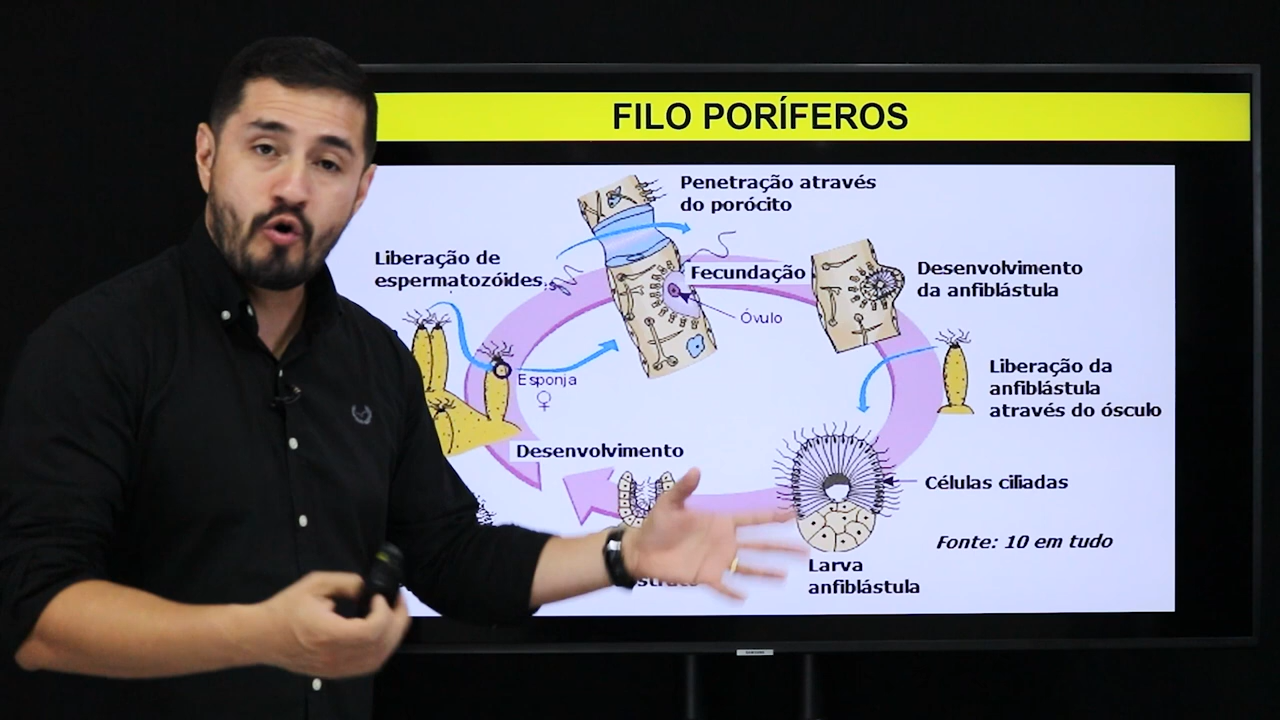 FILO PORÍFEROS
Penetração através
do porócito
Liberação de
espermatozóides
Fecundação
Óvulo
Desenvolvimento
da anfiblástula
Esponja
♀
Liberação da
anfiblástula
através do ósculo
Desenvolvimento
Células ciliadas
Fonte: 10 em tudo
Larva
anfiblástula
SAMSUNG